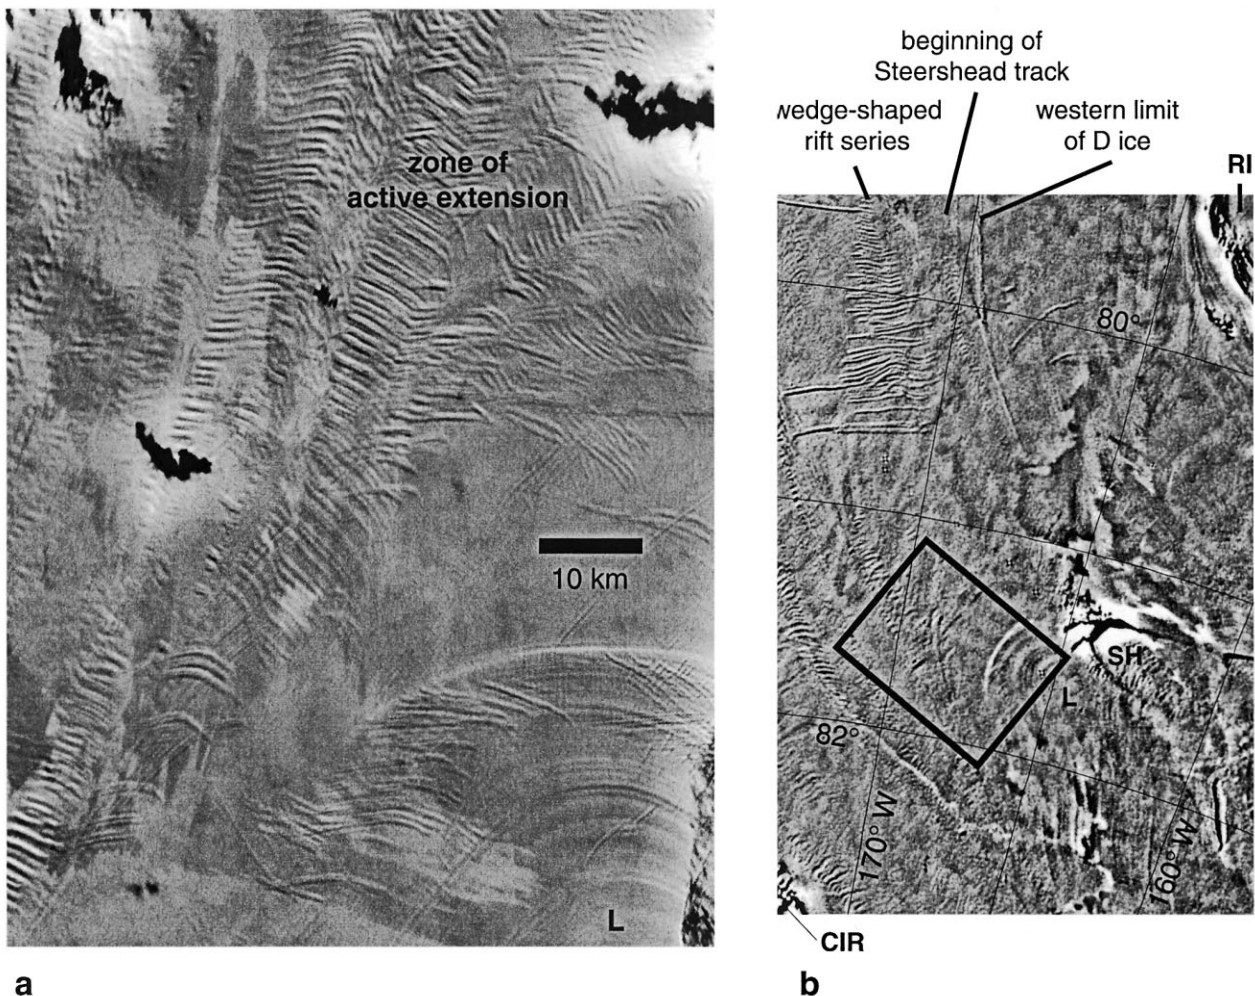 zone of
active extension
10 km
L
a
beginning of
Steershead track
wedge-shaped
rift series
western limit
of D ice
RI
80°
SH
L
82°
170° W
160° W
CIR
b